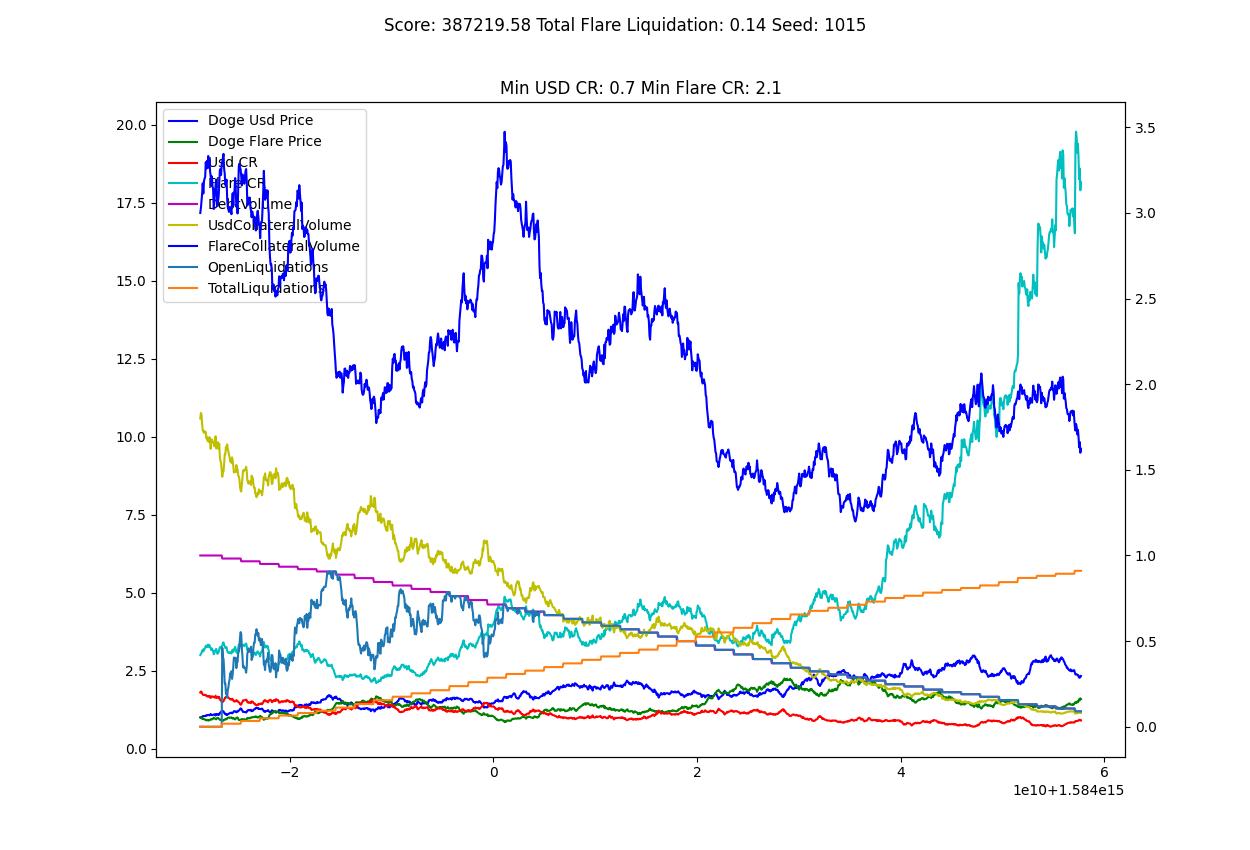 Score: 387219.58 Total Flare Liquidation: 0.14 Seed: 1015
Min USD CR: 0.7 Min Flare CR: 2.1
Doge Usd Price
Doge Flare Price
Usd CR
Flare CR
DebtVolume
UsdCollateralVolume
FlareCollateralVolume
OpenLiquidations
TotalLiquidations
20.0
17.5
15.0
12.5
10.0
7.5
5.0
2.5
0.0
3.5
3.0
2.5
2.0
1.5
1.0
0.5
0.0
−2 0 2 4 6
1e10+1.584e15